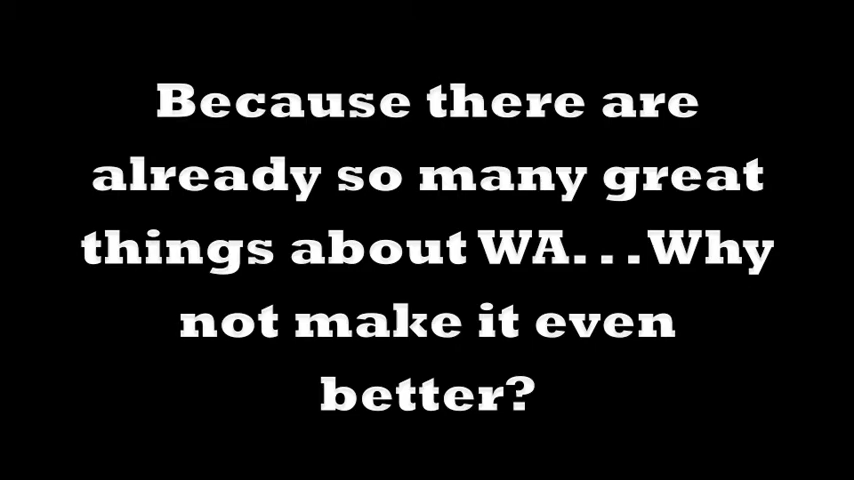 Because there are
already so many great
things about WA...Why
not make it even
better?